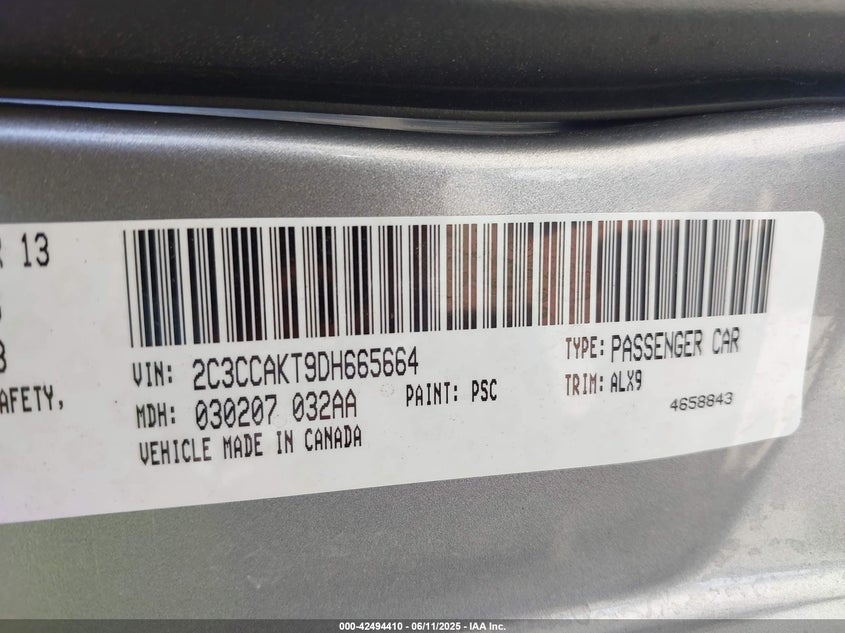 R 13
AFETY,
VIN: 2C3CCAKT9DH665664
TYPE: PASSENGER CAR
MDH: 030207 032AA
PAINT: PSC
TRIM: ALX9
VEHICLE MADE IN CANADA
4658843
000-42494410 - 06/11/2025 - IAA Inc.